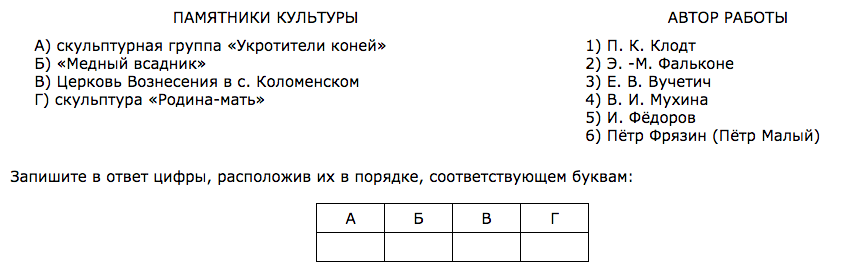 ПАМЯТНИКИ КУЛЬТУРЫ
А) скульптурная группа «Укротители коней»
Б) «Медный всадник»
В) Церковь Вознесения в с. Коломенском
Г) скульптура «Родина-мать»
АВТОР РАБОТЫ
1) П. К. Клодт
2) Э. -М. Фальконе
3) Е. В. Вучетич
4) В. И. Мухина
5) И. Фёдоров
6) Пётр Фрязин (Пётр Малый)
Запишите в ответ цифры, расположив их в порядке, соответствующем буквам:
А Б В Г